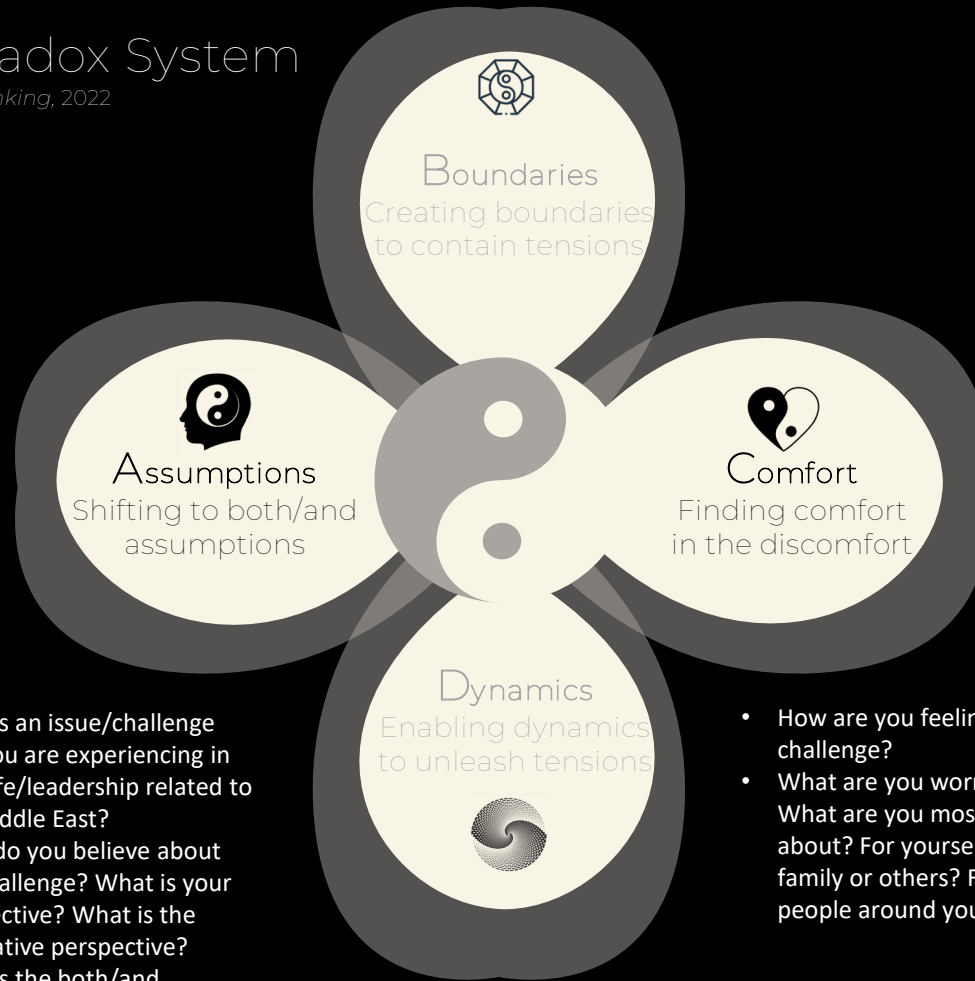 adox System
nking, 2022
Boundaries
Creating boundaries
to contain tensions
Assumptions
Shifting to both/and
assumptions
Comfort
Finding comfort
in the discomfort
Dynamics
Enabling dynamics
to unleash tensions
s an issue/challenge
ou are experiencing in
fe/leadership related to
ddle East?
do you believe about
allenge? What is your
ective? What is the
ative perspective?
s the both/and
• How are you feelin
challenge?
• What are you worr
What are you mos
about? For yourse
family or others? F
people around you